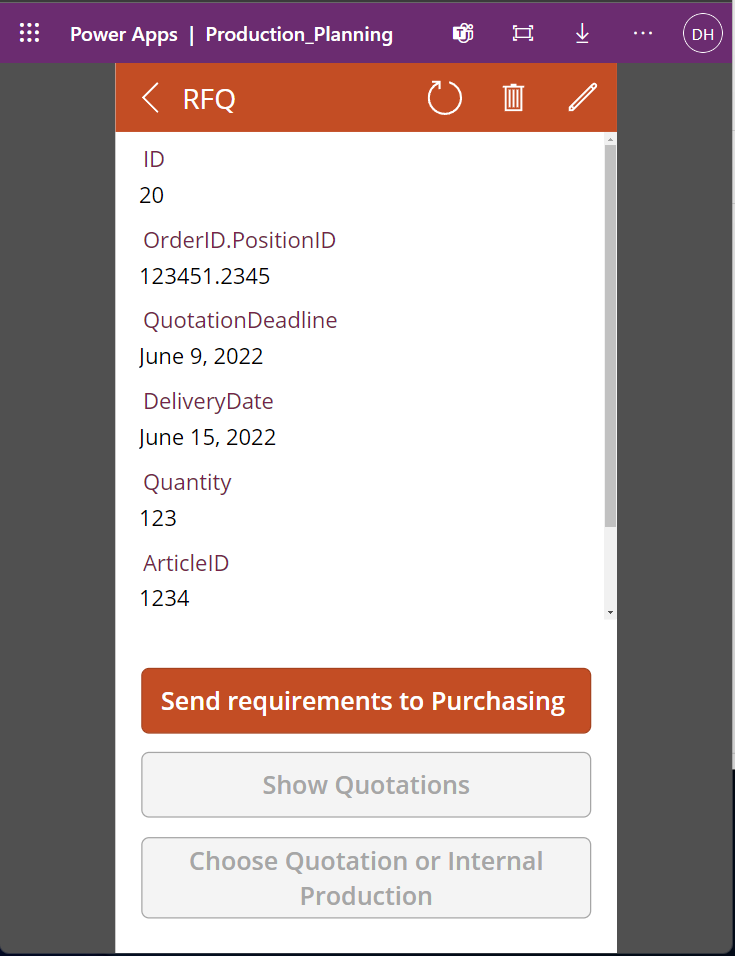 Power Apps | Production_Planning
DH
RFQ
ID
20
OrderID.PositionID
123451.2345
QuotationDeadline
June 9, 2022
DeliveryDate
June 15, 2022
Quantity
123
ArticleID
1234
Send requirements to Purchasing
Show Quotations
Choose Quotation or Internal
Production